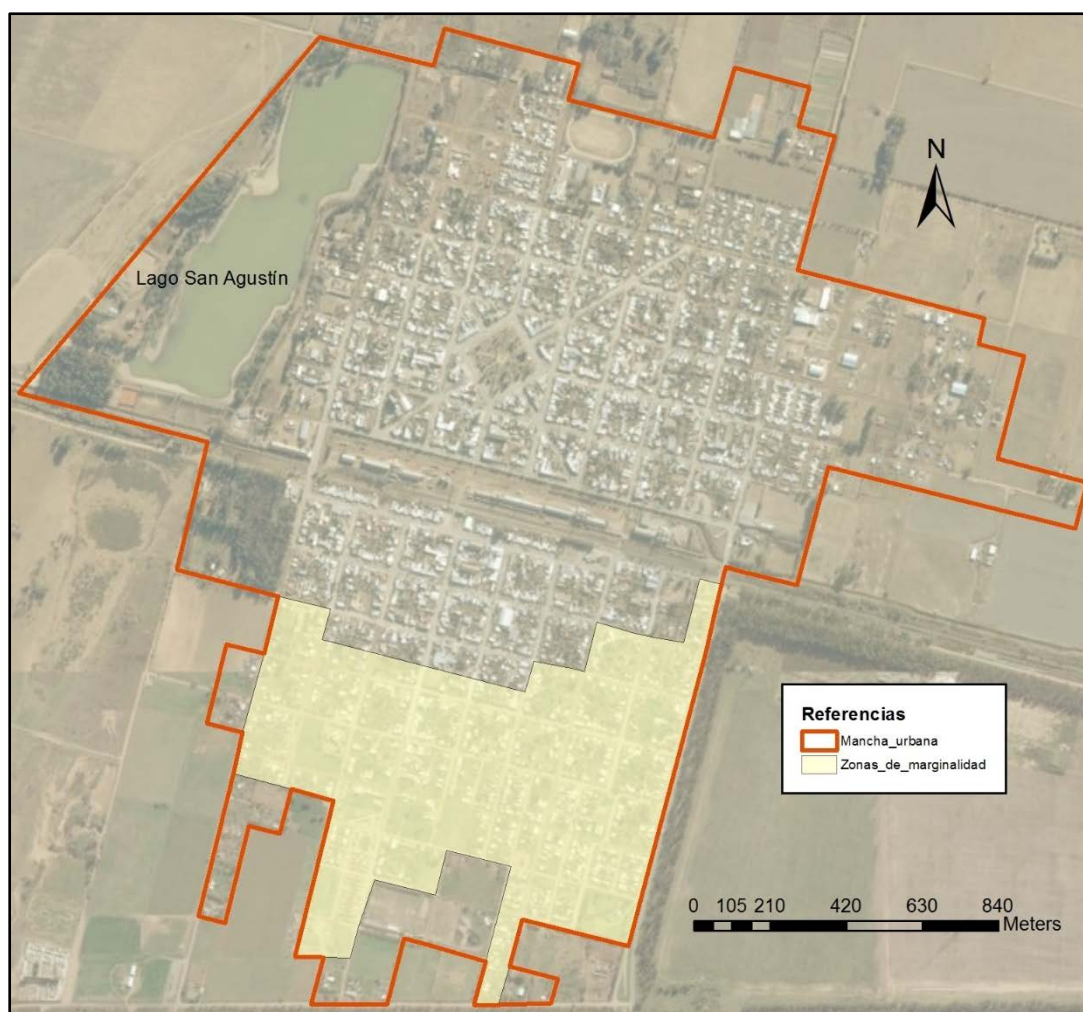 N
Lago San Agustín
Referencias
Mancha_urbana
Zonas_de_marginalidad
0 105 210 420 630 840
Meters